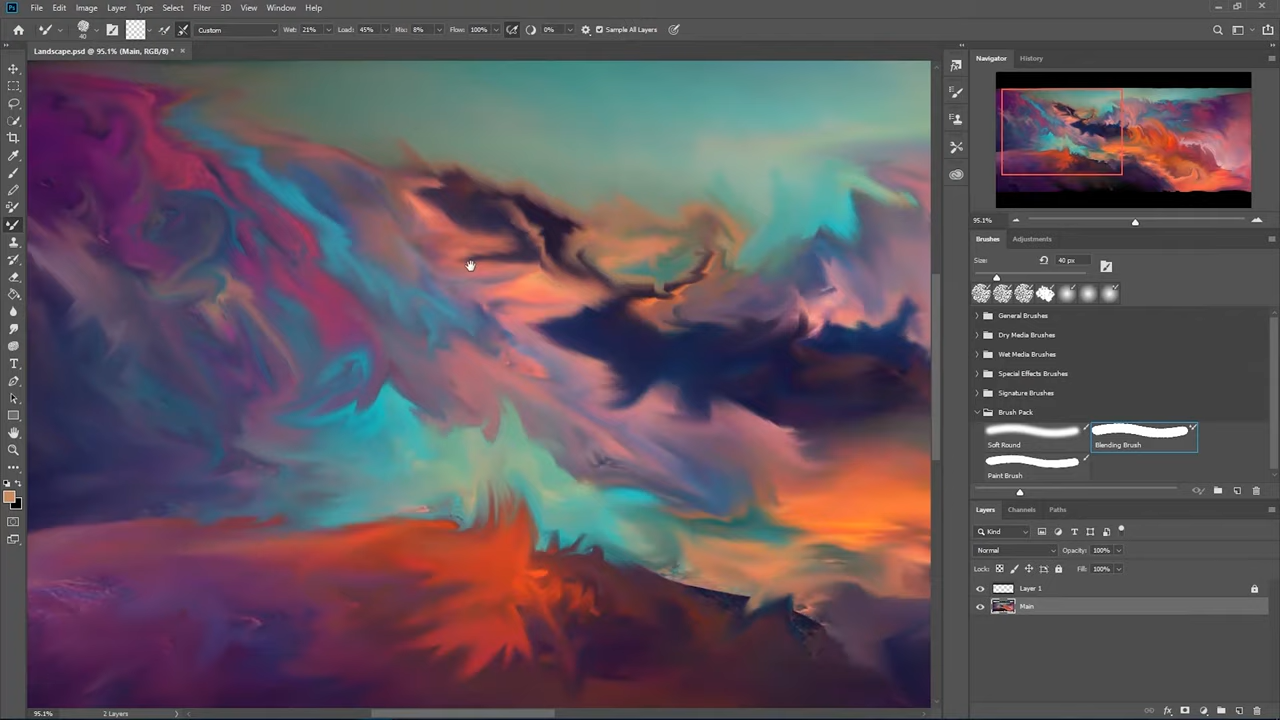 Ps File Edit Image Layer Type Select Filter 3D View Window Help
40 Custom Wet: 21% Load: 45% Mix: 8% Flow: 100% 0% Sample All Layers
Landscape.psd @ 95.1% (Main, RGB/8) *
Navigator History
95.1%
Brushes Adjustments
Size: 40 px
General Brushes
Dry Media Brushes
Wet Media Brushes
Special Effects Brushes
Signature Brushes
Brush Pack
Soft Round Blending Brush
Paint Brush
Layers Channels Paths
Kind
Normal Opacity: 100%
Lock: Fill: 100%
Layer 1
Main
95.1% 2 Layers